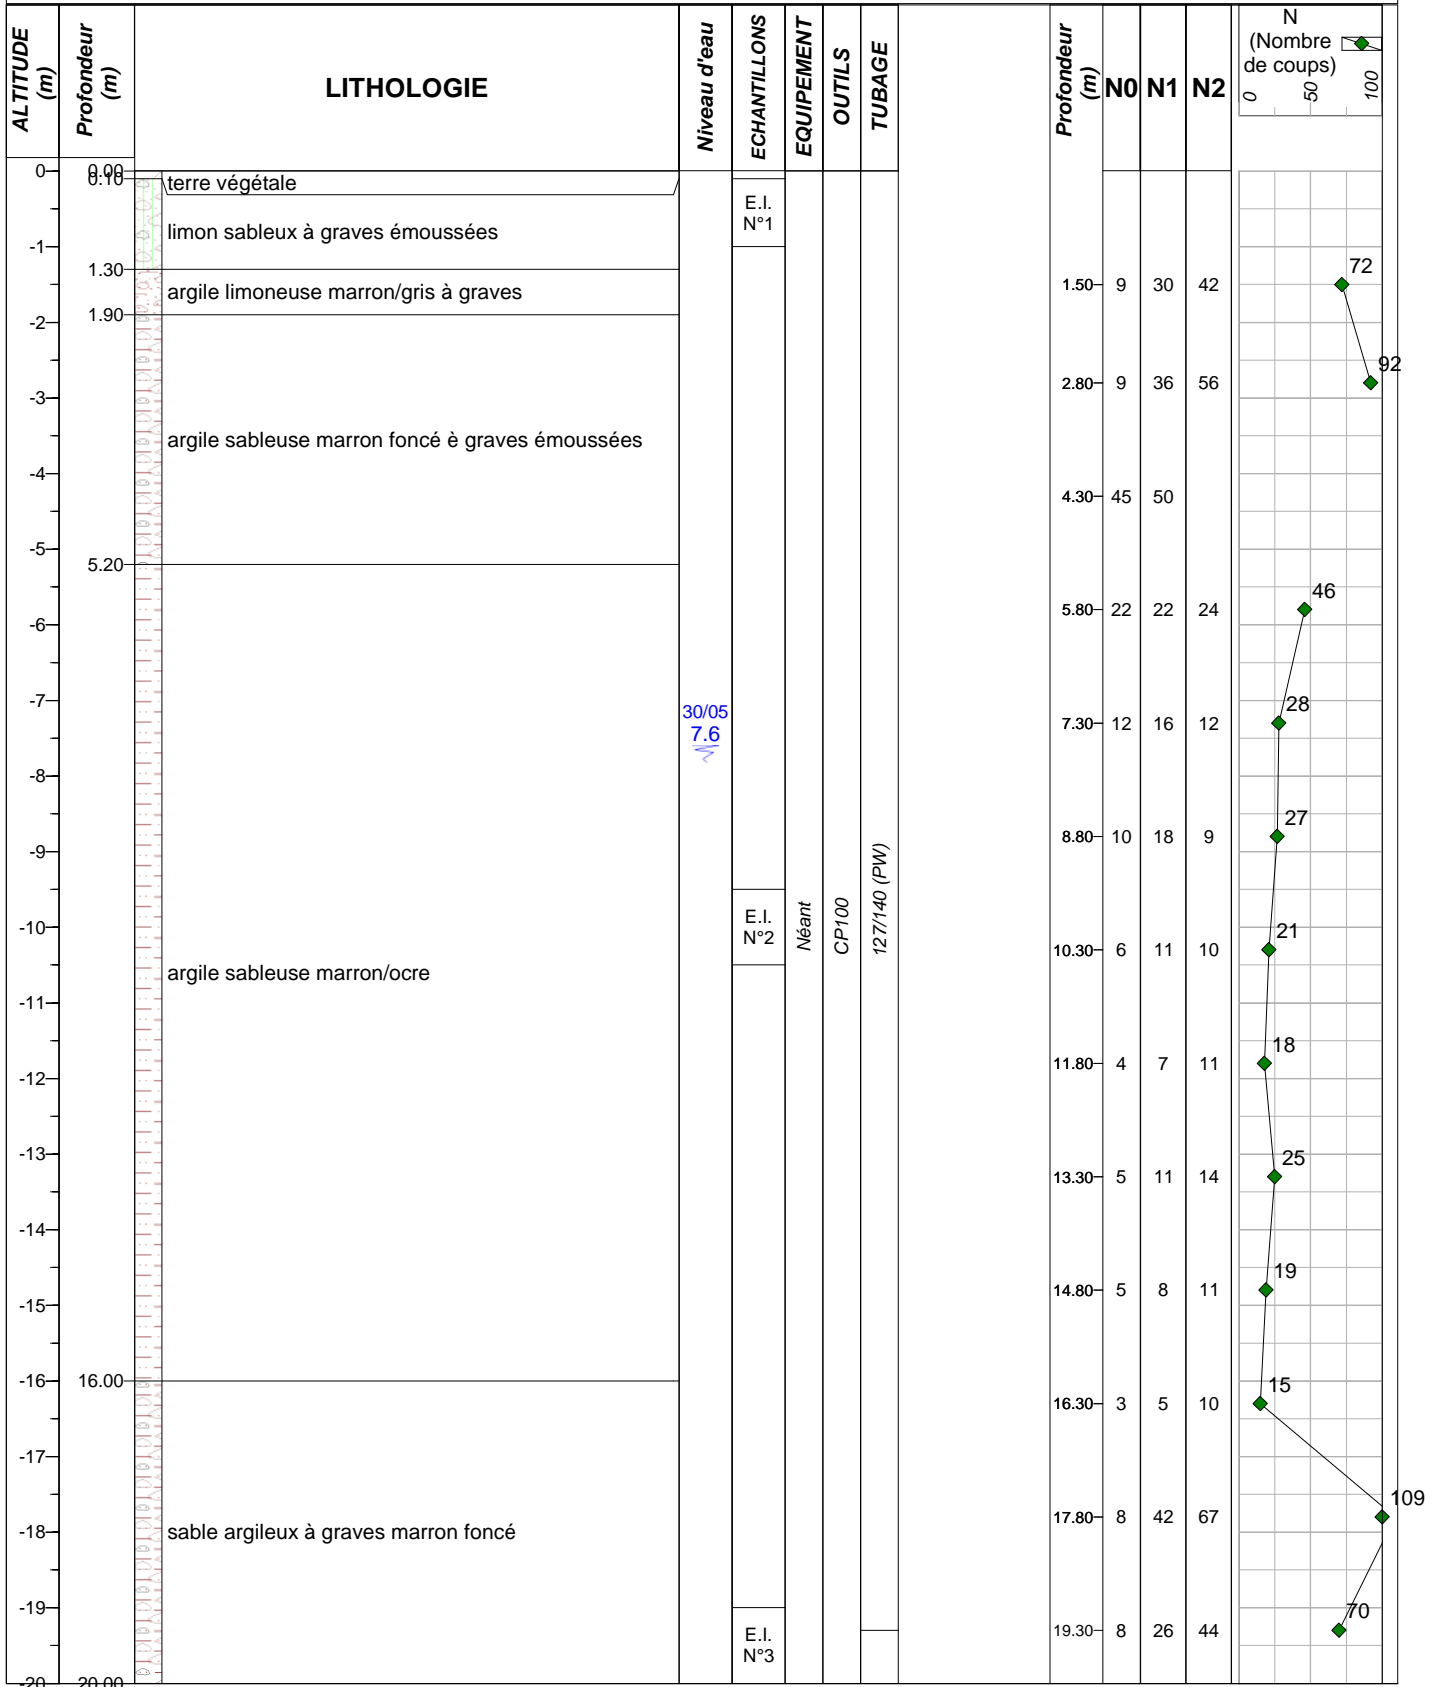 ALTITUDE (m) Profondeur (m) LITHOLOGIE Niveau d'eau ECHANTILLONS EQUIPEMENT OUTILS TUBAGE Profondeur (m) N0 N1 N2
N
(Nombre
de coups)
0 50 100
0 0.00
0.10 terre végétale
E.I.
N°1
limon sableux à graves émoussées
-1
1.30
argile limoneuse marron/gris à graves
1.50 9 30 42 72
1.90
-2
2.80 9 36 56 92
-3
argile sableuse marron foncé è graves émoussées
-4
4.30 45 50
-5
5.20
5.80 22 22 24 46
-6
-7
30/05
7.6
7.30 12 16 12 28
-8
8.80 10 18 9 27
-9
-10
E.I.
N°2
Néant
CP100
127/140 (PW)
10.30 6 11 10 21
argile sableuse marron/ocre
-11
11.80 4 7 11 18
-12
-13
13.30 5 11 14 25
-14
14.80 5 8 11 19
-15
-16 16.00
16.30 3 5 10 15
-17
17.80 8 42 67 109
-18
sable argileux à graves marron foncé
-19
E.I.
N°3
19.30 8 26 44 70
-20 20.00